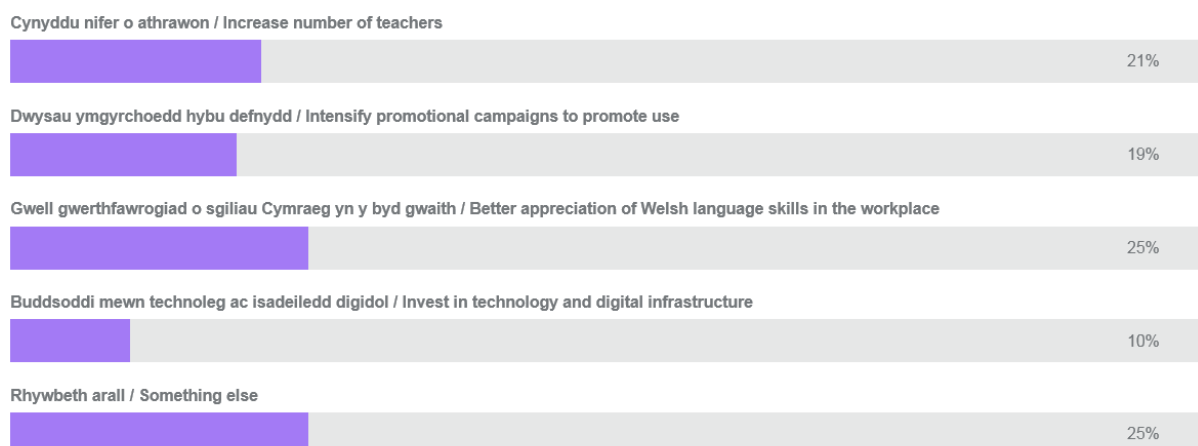 Cynyddu nifer o athrawon / Increase number of teachers
21%
Dwysau ymgyrchoedd hybu defnydd / Intensify promotional campaigns to promote use
19%
Gwell gwerthfawrogiad o sgiliau Cymraeg yn y byd gwaith / Better appreciation of Welsh language skills in the workplace
25%
Buddsoddi mewn technoleg ac isadeiledd digidol / Invest in technology and digital infrastructure
10%
Rhywbeth arall / Something else
25%